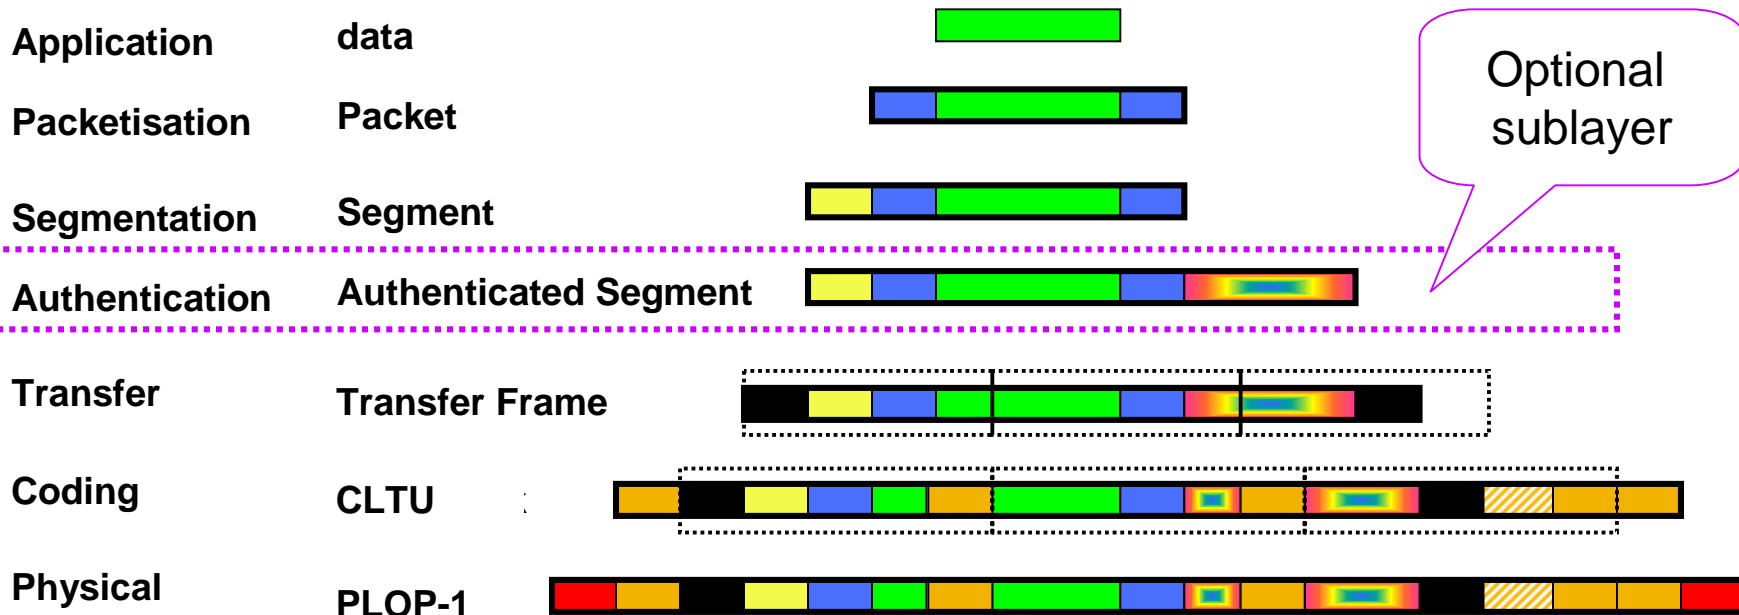 Application data
Optional
sublayer
Packetisation Packet
Segmentation Segment
Authentication Authenticated Segment
Transfer Transfer Frame
Coding CLTU
Physical PLOP-1